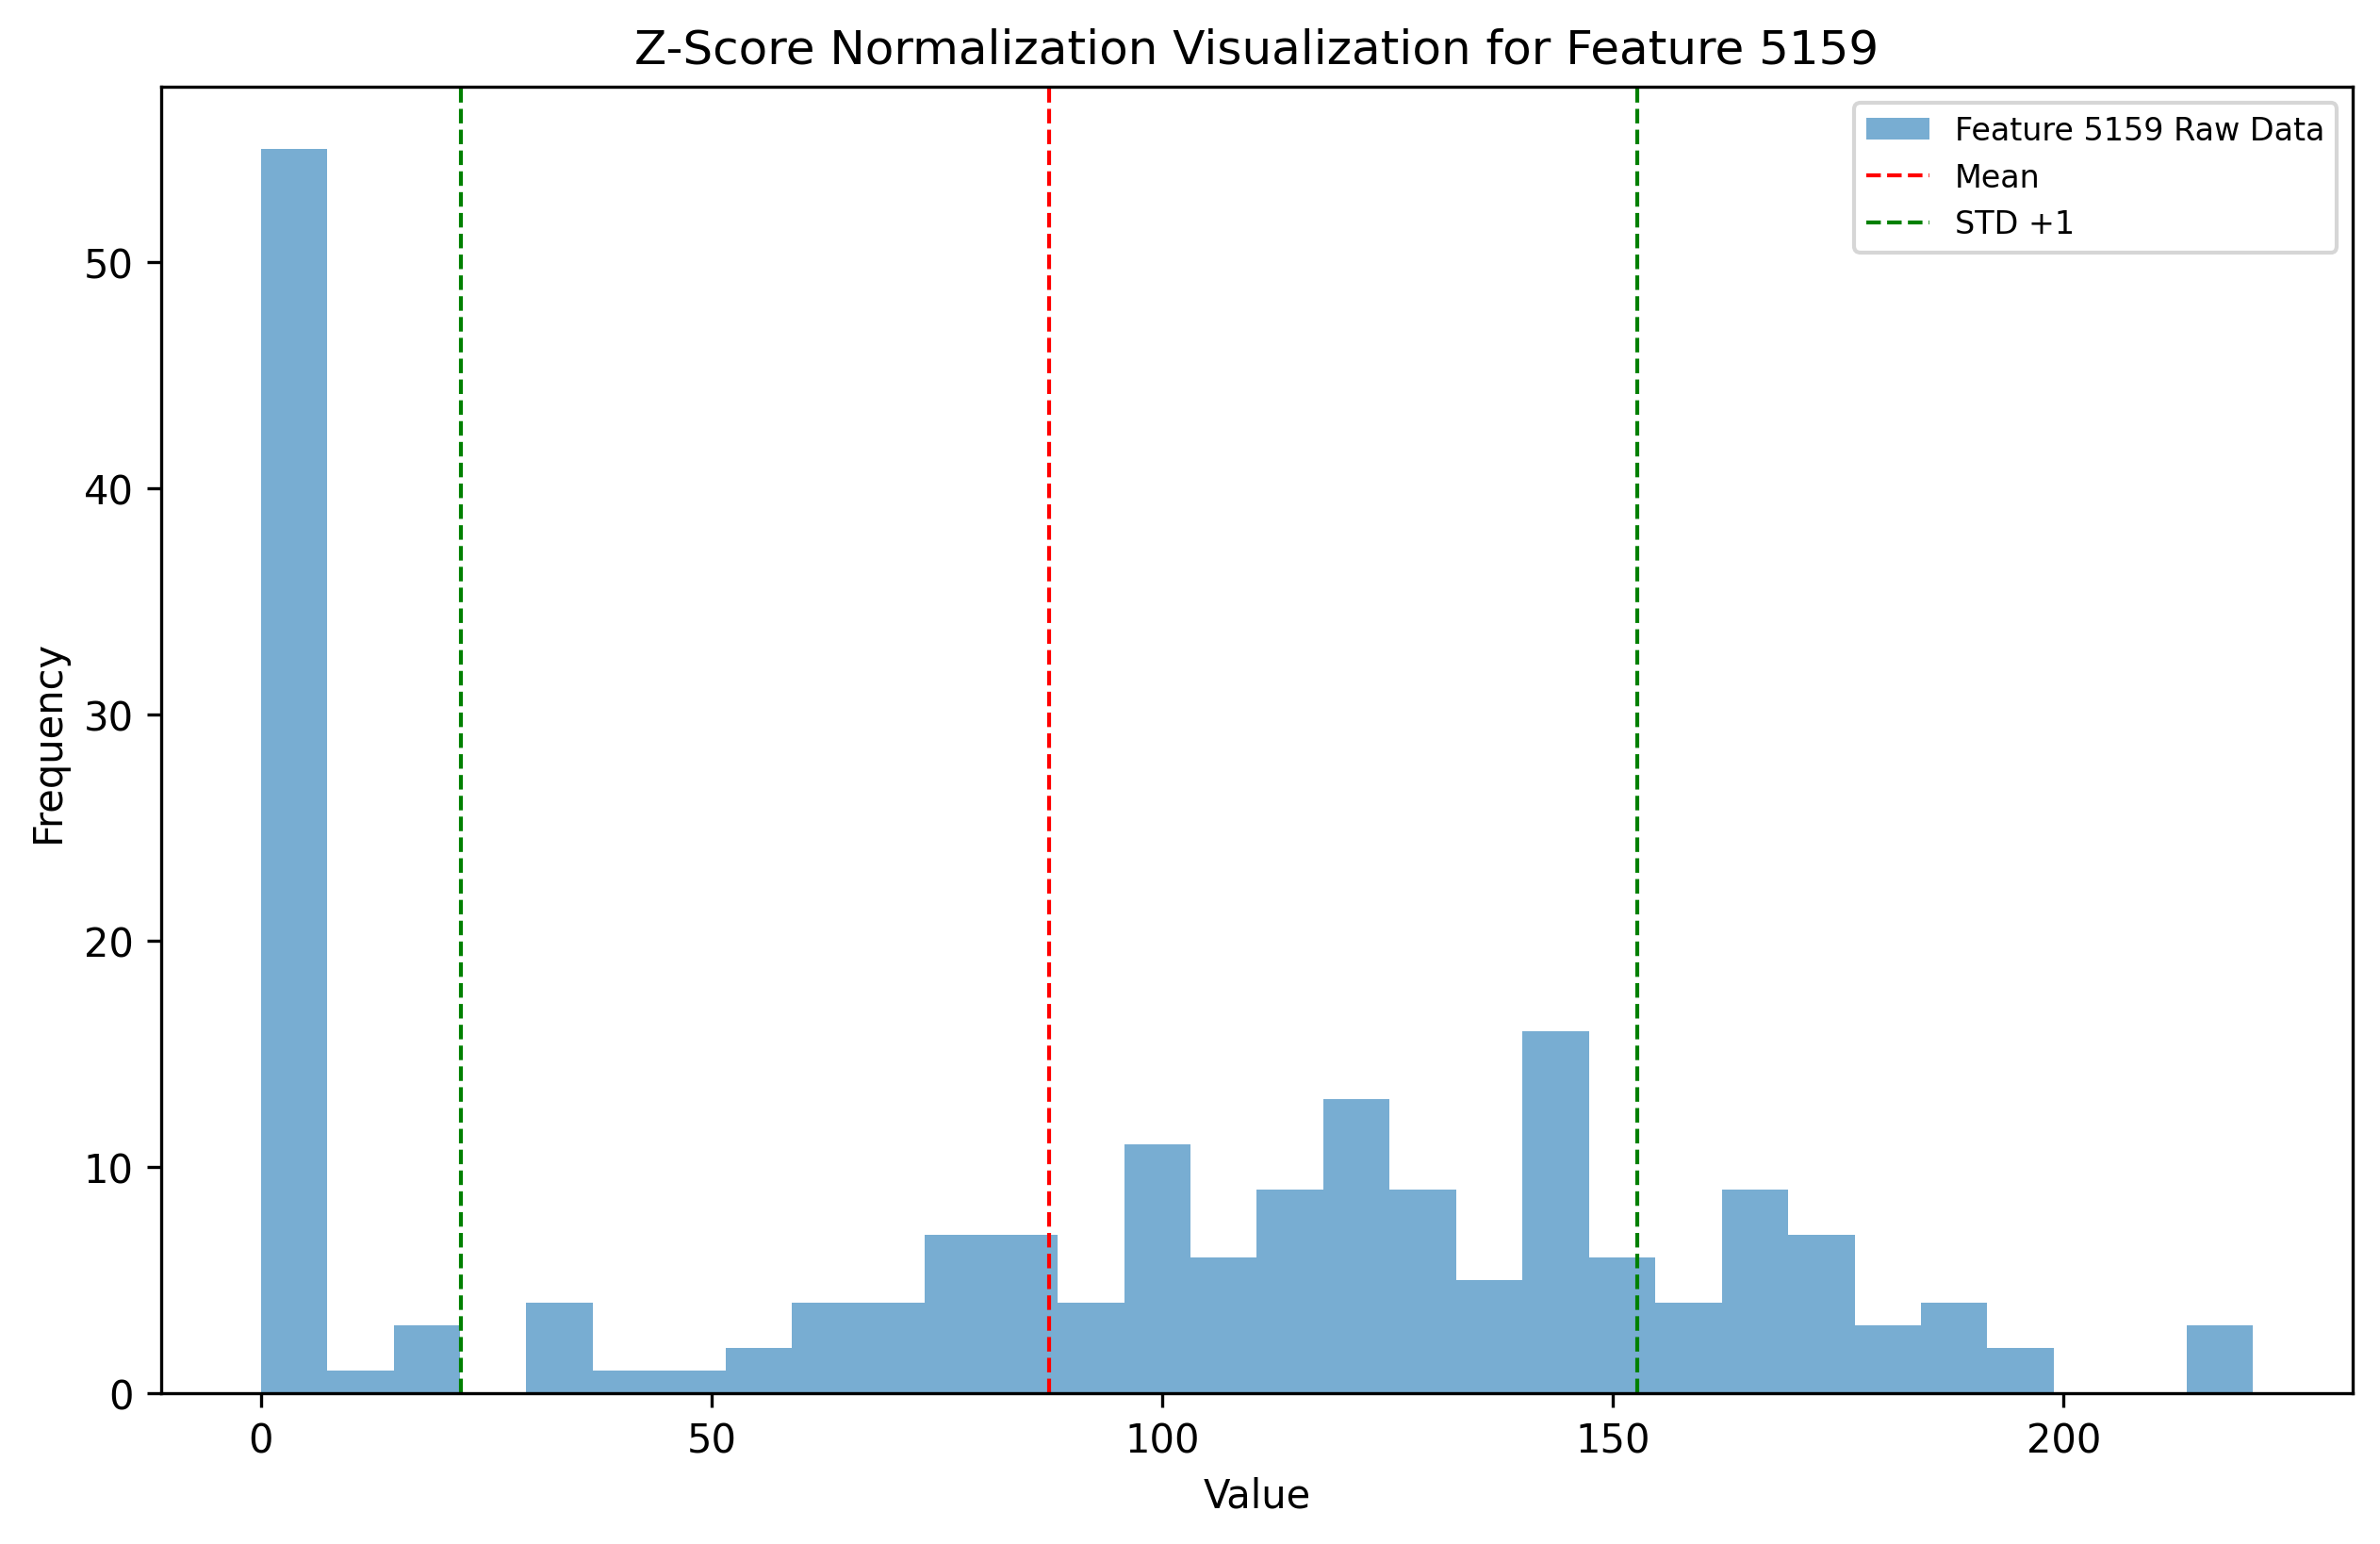 Z-Score Normalization Visualization for Feature 5159
Feature 5159 Raw Data
Mean
STD +1
50
40
30
20
10
0
Frequency
0 50 100 150 200
Value